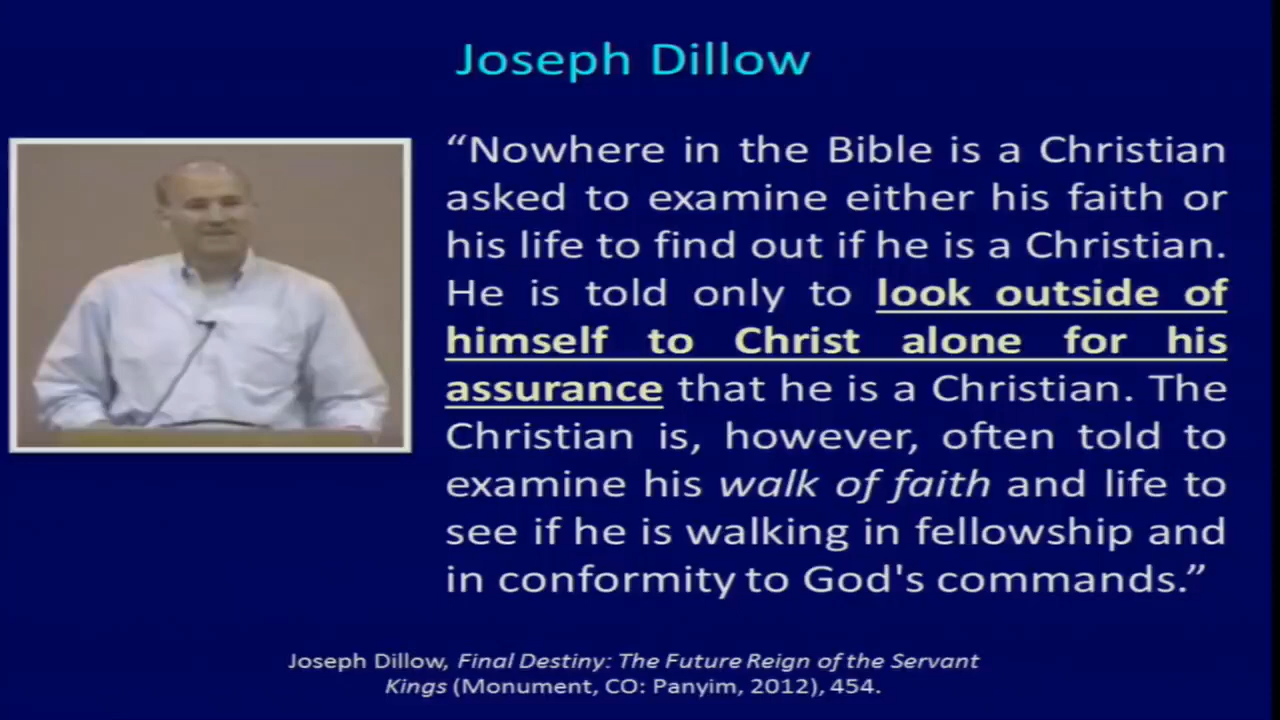 Joseph Dillow
“Nowhere in the Bible is a Christian
asked to examine either his faith or
his life to find out if he is a Christian.
He is told only to look outside of
himself to Christ alone for his
assurance that he is a Christian. The
Christian is, however, often told to
examine his walk of faith and life to
see if he is walking in fellowship and
in conformity to God's commands.”
Joseph Dillow, Final Destiny: The Future Reign of the Servant
Kings (Monument, CO: Panyim, 2012), 454.